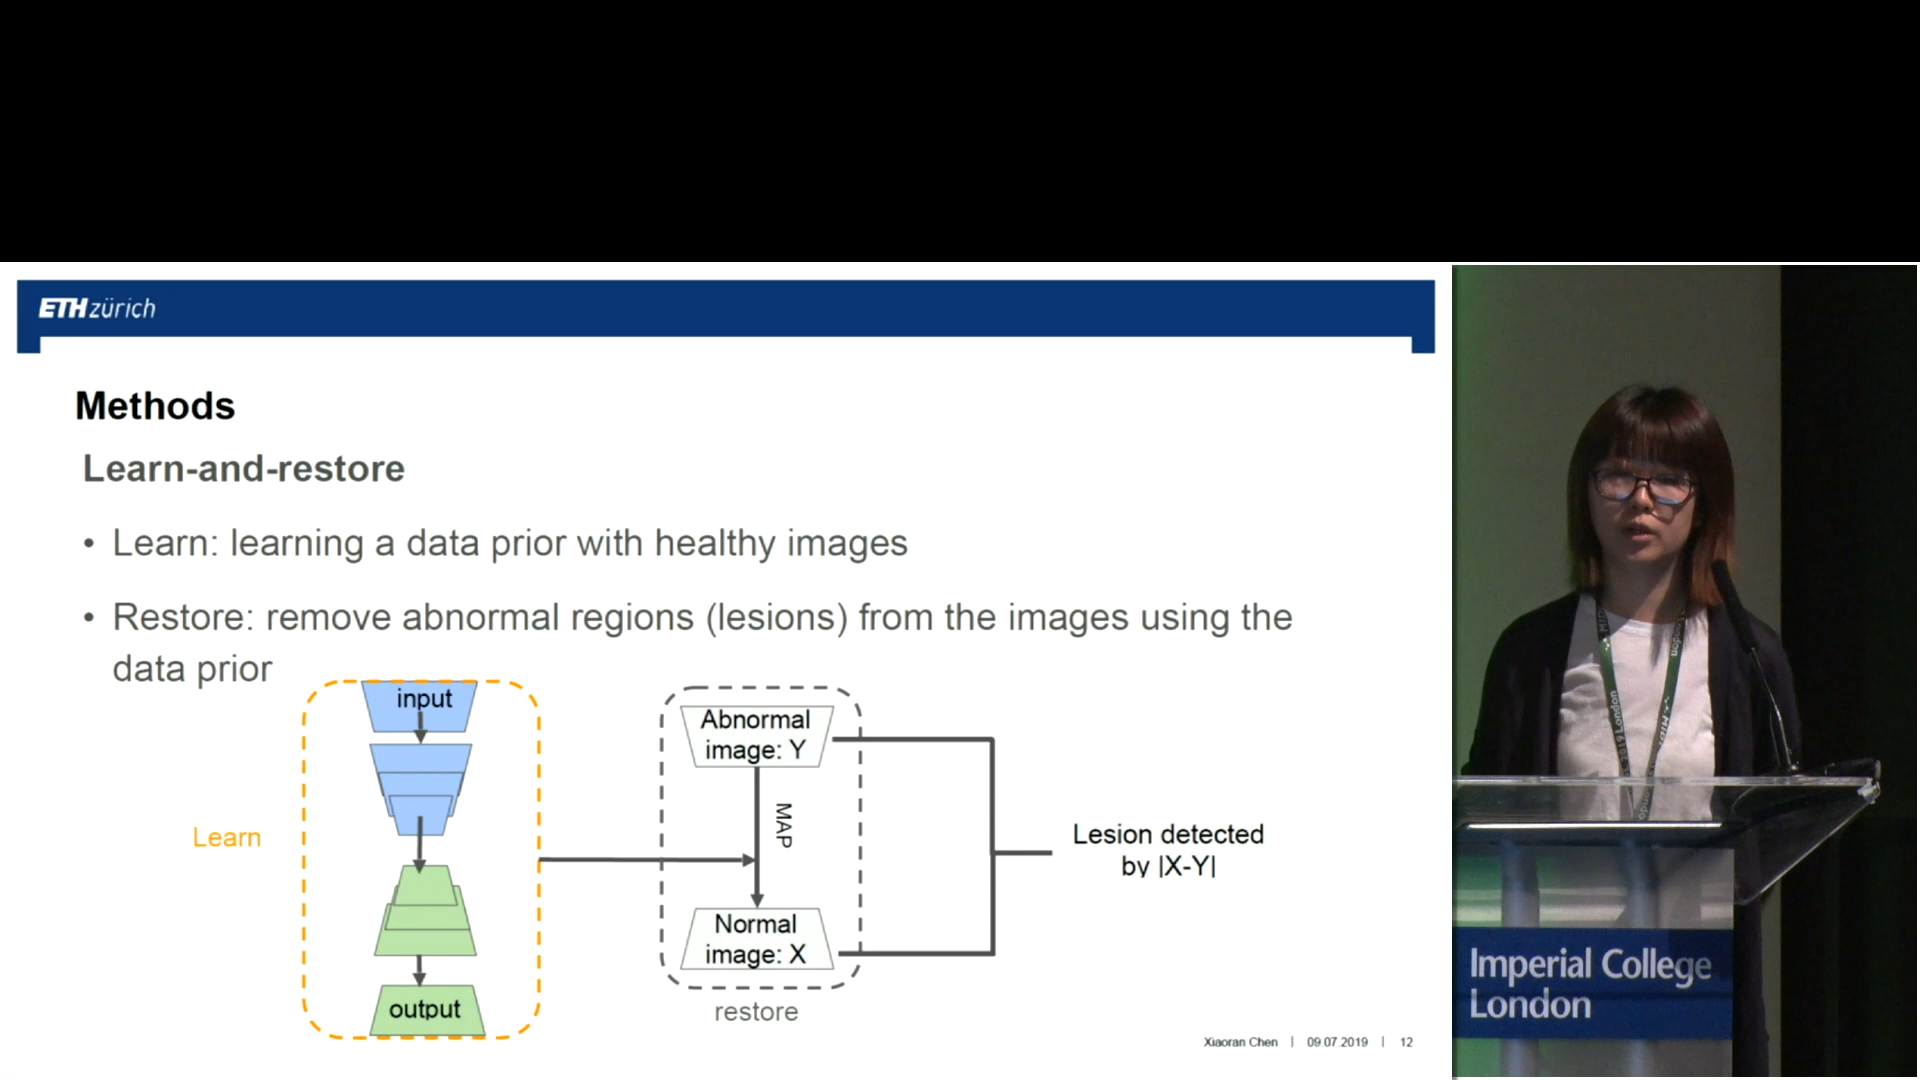 ETH zürich
Methods
Learn-and-restore
• Learn: learning a data prior with healthy images
• Restore: remove abnormal regions (lesions) from the images using the
data prior
input
Learn
output
Abnormal
image: Y
MAP
Normal
image: X
restore
Lesion detected
by |X-Y|
Xiaoran Chen | 09.07.2019 | 12
Imperial College
London